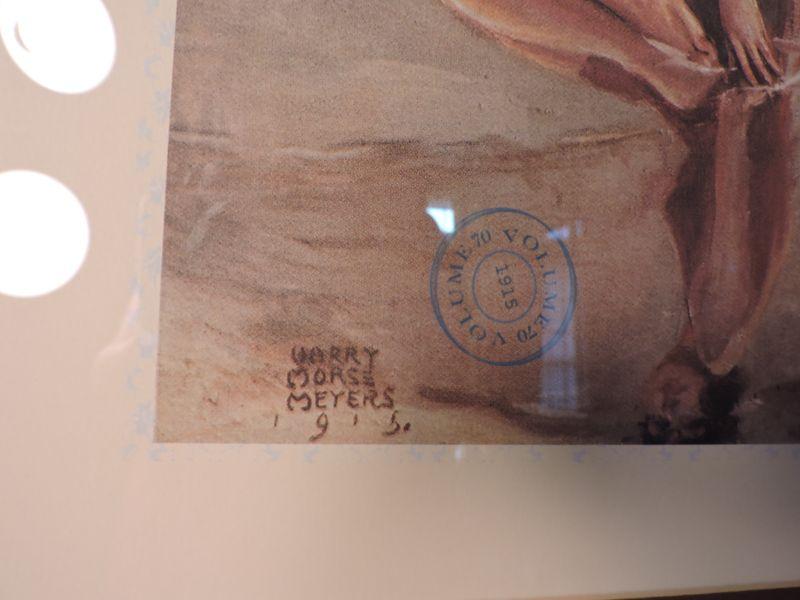 HARRY
MORSE
MEYERS
1915.
VOLUME 70 VOLUME 70
1915